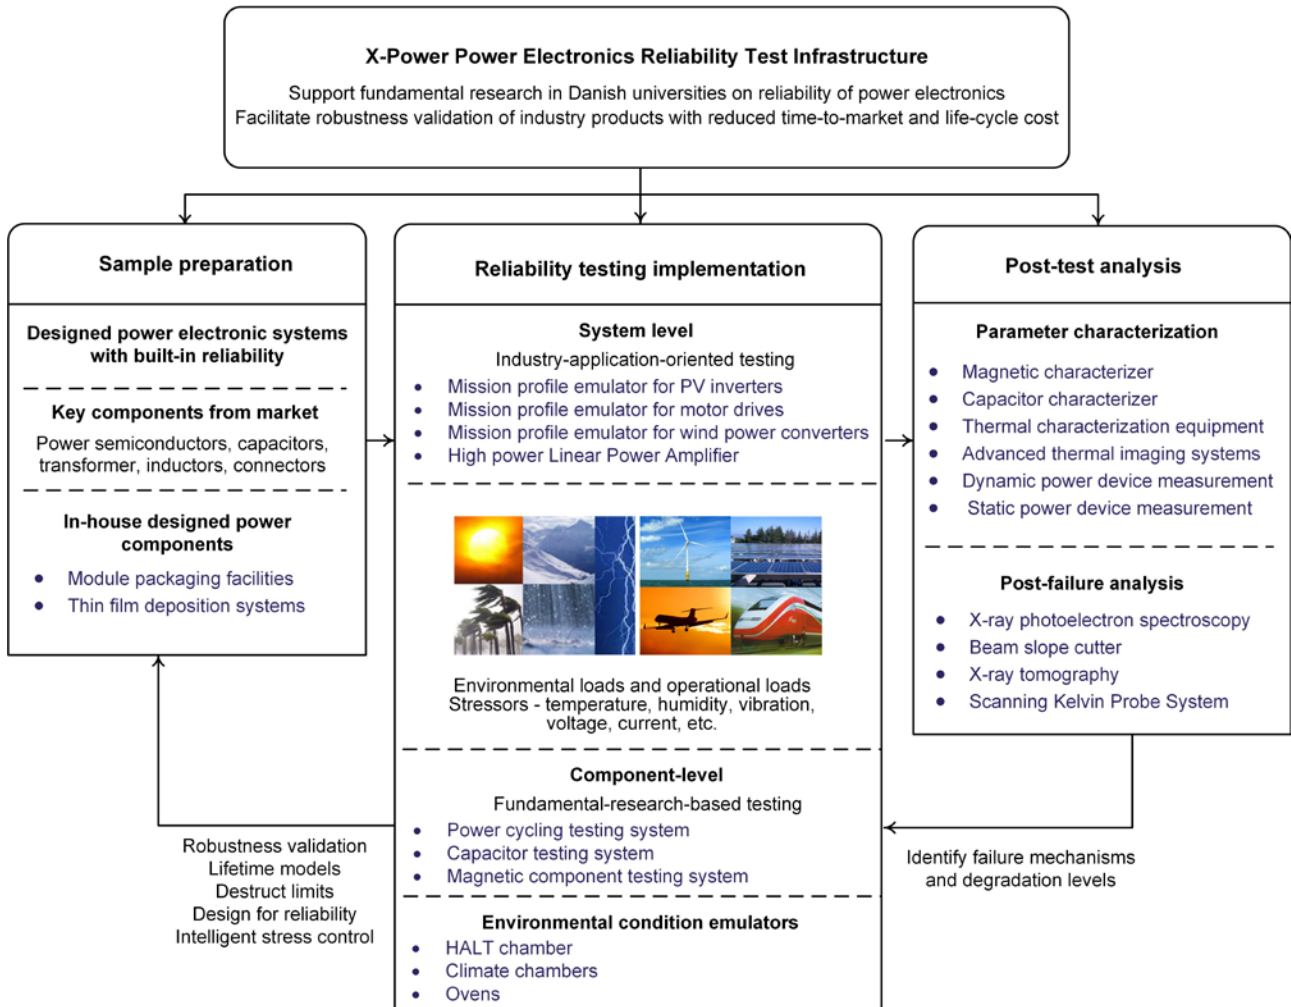 X-Power Power Electronics Reliability Test Infrastructure
Support fundamental research in Danish universities on reliability of power electronics
Facilitate robustness validation of industry products with reduced time-to-market and life-cycle cost
Sample preparation
Designed power electronic systems
with built-in reliability
Key components from market
Power semiconductors, capacitors,
transformer, inductors, connectors
In-house designed power
components
• Module packaging facilities
• Thin film deposition systems
Reliability testing implementation
System level
Industry-application-oriented testing
• Mission profile emulator for PV inverters
• Mission profile emulator for motor drives
• Mission profile emulator for wind power converters
• High power Linear Power Amplifier
Environmental loads and operational loads
Stressors - temperature, humidity, vibration,
voltage, current, etc.
Component-level
Fundamental-research-based testing
• Power cycling testing system
• Capacitor testing system
• Magnetic component testing system
Environmental condition emulators
• HALT chamber
• Climate chambers
• Ovens
Post-test analysis
Parameter characterization
• Magnetic characterizer
• Capacitor characterizer
• Thermal characterization equipment
• Advanced thermal imaging systems
• Dynamic power device measurement
• Static power device measurement
Post-failure analysis
• X-ray photoelectron spectroscopy
• Beam slope cutter
• X-ray tomography
• Scanning Kelvin Probe System
Robustness validation
Lifetime models
Destruct limits
Design for reliability
Intelligent stress control
Identify failure mechanisms
and degradation levels